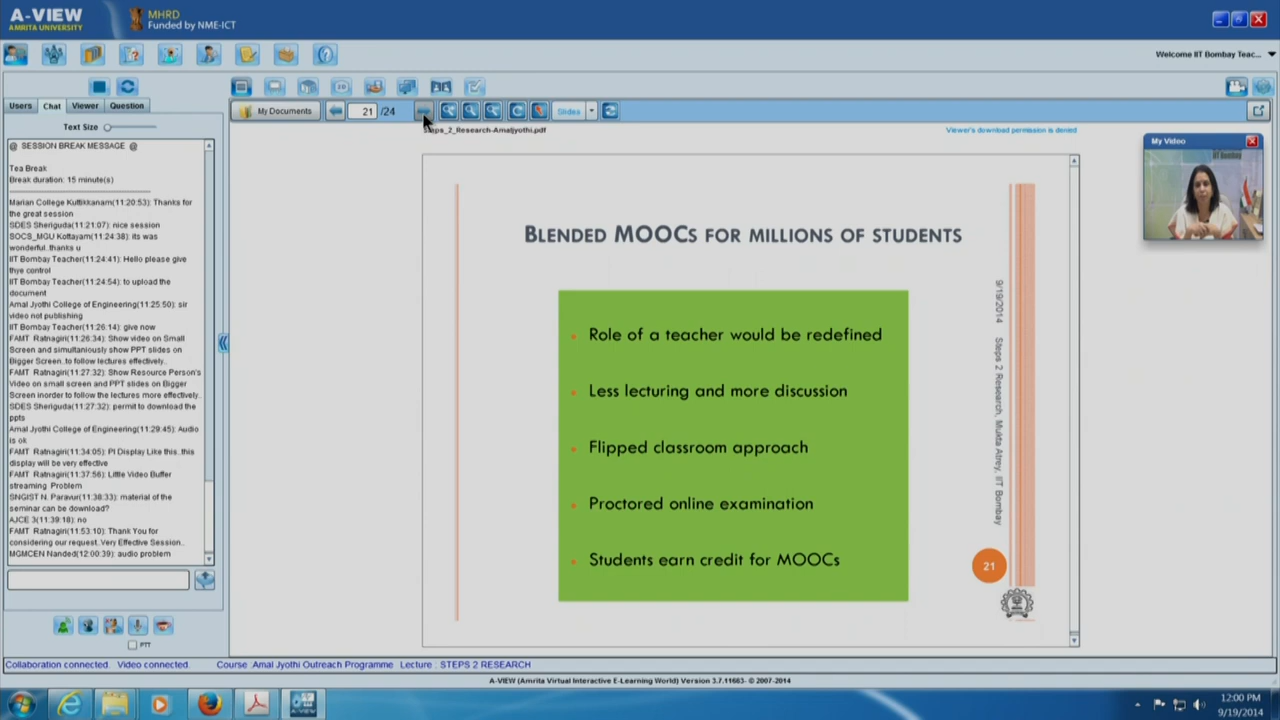 A-VIEW
AMRITA UNIVERSITY
MHRD
Funded by NME-ICT
Welcome IIT Bombay Teac...
Users Chat Viewer Question
Text Size
@ SESSION BREAK MESSAGE @
Tea Break
Break duration: 15 minute(s)
Marian College Kuttikkanam(11:20:53): Thanks for
the great session
SDES Sheriguda(11:21:07): nice session
SOCS_MGU Kottayam(11:24:38): its was
wonderful..thanks u
IIT Bombay Teacher(11:24:41): Hello please give
thye control
IIT Bombay Teacher(11:24:54): to upload the
document
Amal Jyothi College of Engineering(11:25:50): sir
video not publishing
IIT Bombay Teacher(11:26:14): give now
FAMT Ratnagiri(11:26:34): Show video on Small
Screen and simultaniously show PPT slides on
Bigger Screen..to follow lectures effectively..
FAMT Ratnagiri(11:27:32): Show Resource Person's
Video on small screen and PPT slides on Bigger
Screen inorder to follow the lectures more effectively..
SDES Sheriguda(11:27:32): permit to download the
ppts
Amal Jyothi College of Engineering(11:29:45): Audio
is ok
FAMT Ratnagiri(11:34:05): Pl Display Like this..this
display will be very effective
FAMT Ratnagiri(11:37:56): Little Video Buffer
streaming Problem
SNGIST N. Paravur(11:38:33): material of the
seminar can be download?
AJCE 3(11:39:18): no
FAMT Ratnagiri(11:53:10): Thank You for
considering our request..Very Effective Session..
MGMCEN Nanded(12:00:39): audio problem
PTT
My Documents 21 /24 Slides
Steps_2_Research-Amaljyothi.pdf
Viewer's download permission is denied
BLENDED MOOCS FOR MILLIONS OF STUDENTS
Role of a teacher would be redefined
Less lecturing and more discussion
Flipped classroom approach
Proctored online examination
Students earn credit for MOOCs
9/19/2014 Steps 2 Research, Mukta Atrey, IIT Bombay
21
My Video
IIT Bombay
Collaboration connected. Video connected. Course : Amal Jyothi Outreach Programme Lecture : STEPS 2 RESEARCH
A-VIEW (Amrita Virtual Interactive E-Learning World) Version 3.7.11663- © 2007-2014
A-VIEW
12:00 PM
9/19/2014